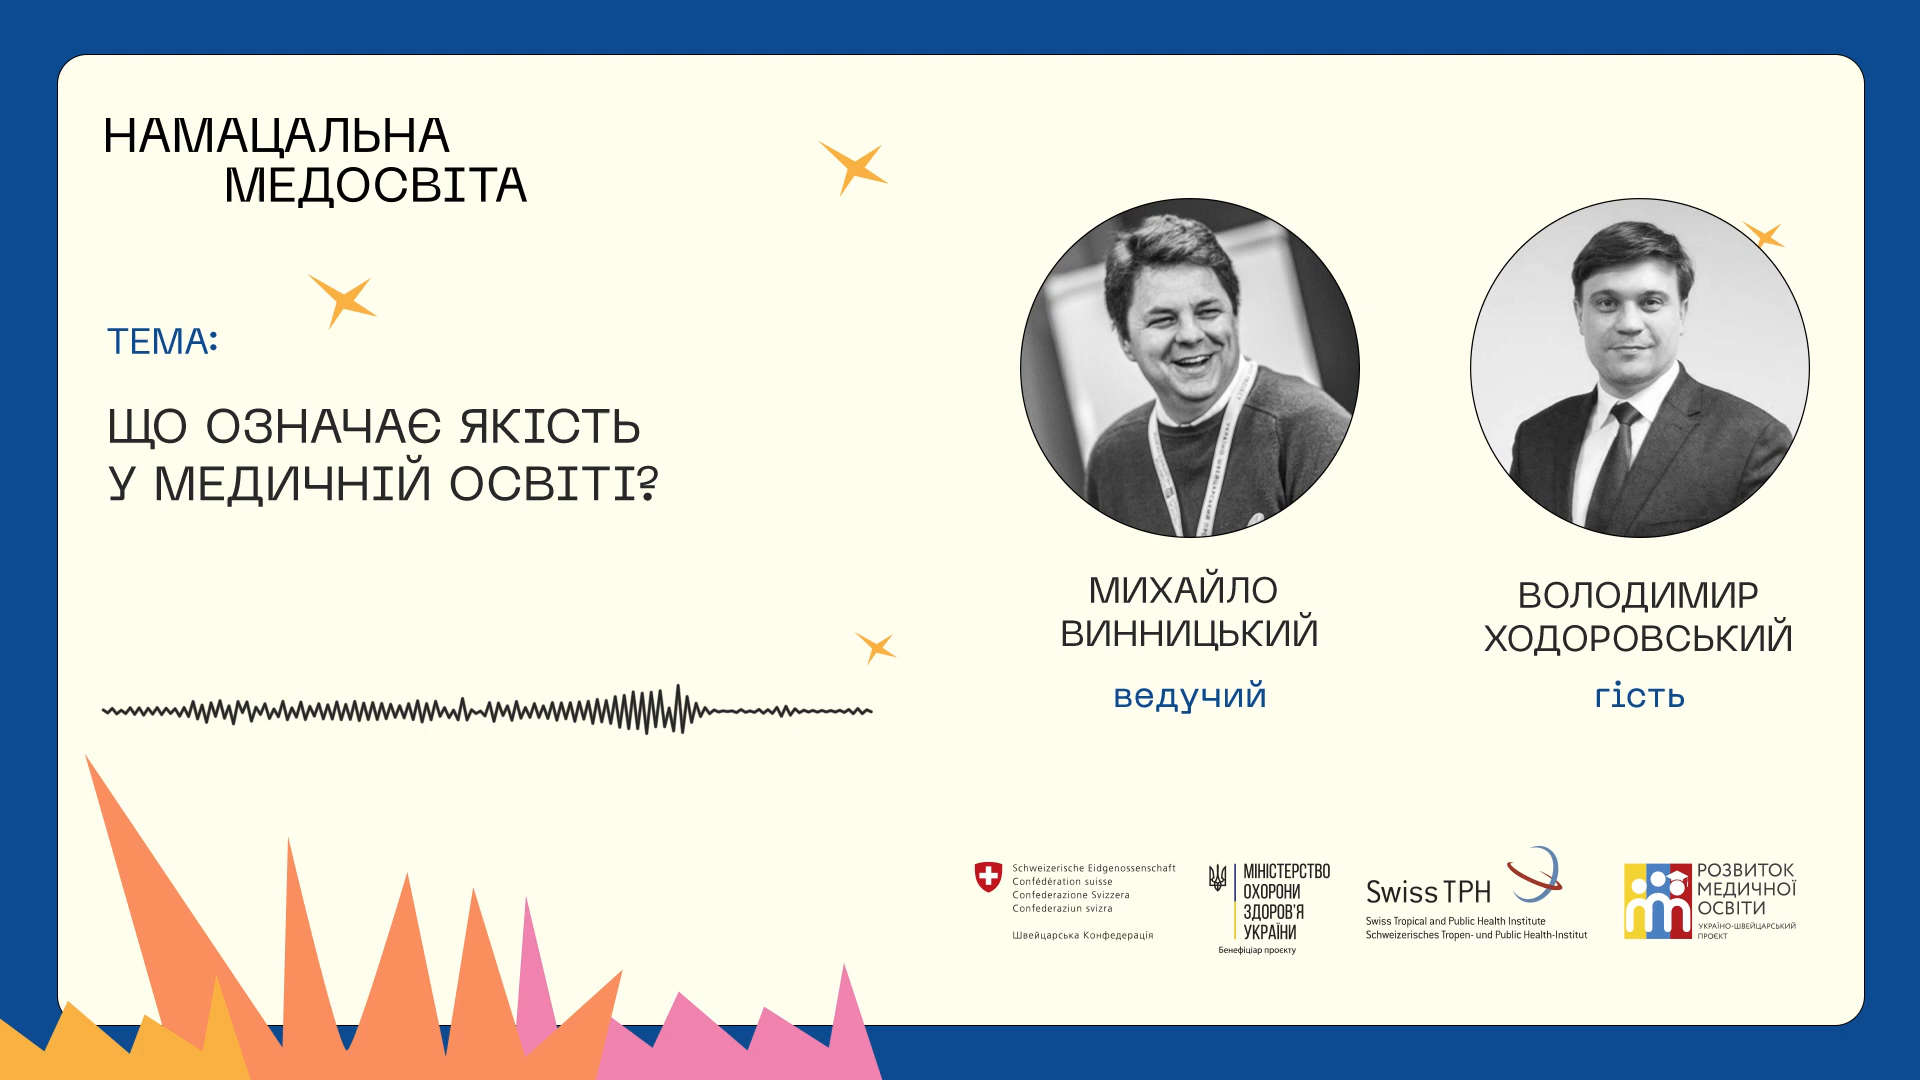 НАМАЦАЛЬНА
МЕДОСВІТА
ТЕМА:
ЩО ОЗНАЧАЄ ЯКІСТЬ
У МЕДИЧНІЙ ОСВІТІ?
МИХАЙЛО
ВИННИЦЬКИЙ
ведучий
ВОЛОДИМИР
ХОДОРОВСЬКИЙ
гість
Schweizerische Eidgenossenschaft
Confédération suisse
Confederazione Svizzera
Confederaziun svizra
Швейцарська Конфедерація
МІНІСТЕРСТВО
ОХОРОНИ
ЗДОРОВ'Я
УКРАЇНИ
Бенефіціар проєкту
Swiss TPH
Swiss Tropical and Public Health Institute
Schweizerisches Tropen- und Public Health-Institut
РОЗВИТОК
МЕДИЧНОЇ
ОСВІТИ
УКРАЇНО-ШВЕЙЦАРСЬКИЙ
ПРОЄКТ